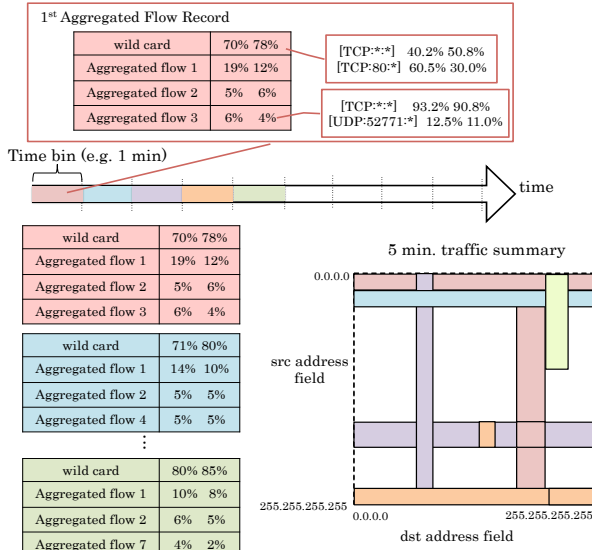 1st Aggregated Flow Record
wild card 70% 78%
Aggregated flow 1 19% 12%
Aggregated flow 2 5% 6%
Aggregated flow 3 6% 4%
[TCP:*:*] 40.2% 50.8%
[TCP:80:*] 60.5% 30.0%
[TCP:*:*] 93.2% 90.8%
[UDP:52771:*] 12.5% 11.0%
Time bin (e.g. 1 min)
time
wild card 70% 78%
Aggregated flow 1 19% 12%
Aggregated flow 2 5% 6%
Aggregated flow 3 6% 4%
wild card 71% 80%
Aggregated flow 1 14% 10%
Aggregated flow 2 5% 5%
Aggregated flow 4 5% 5%
⋮
wild card 80% 85%
Aggregated flow 1 10% 8%
Aggregated flow 2 6% 5%
Aggregated flow 7 4% 2%
5 min. traffic summary
0.0.0.0
src address
field
255.255.255.255
0.0.0.0 255.255.255.255
dst address field